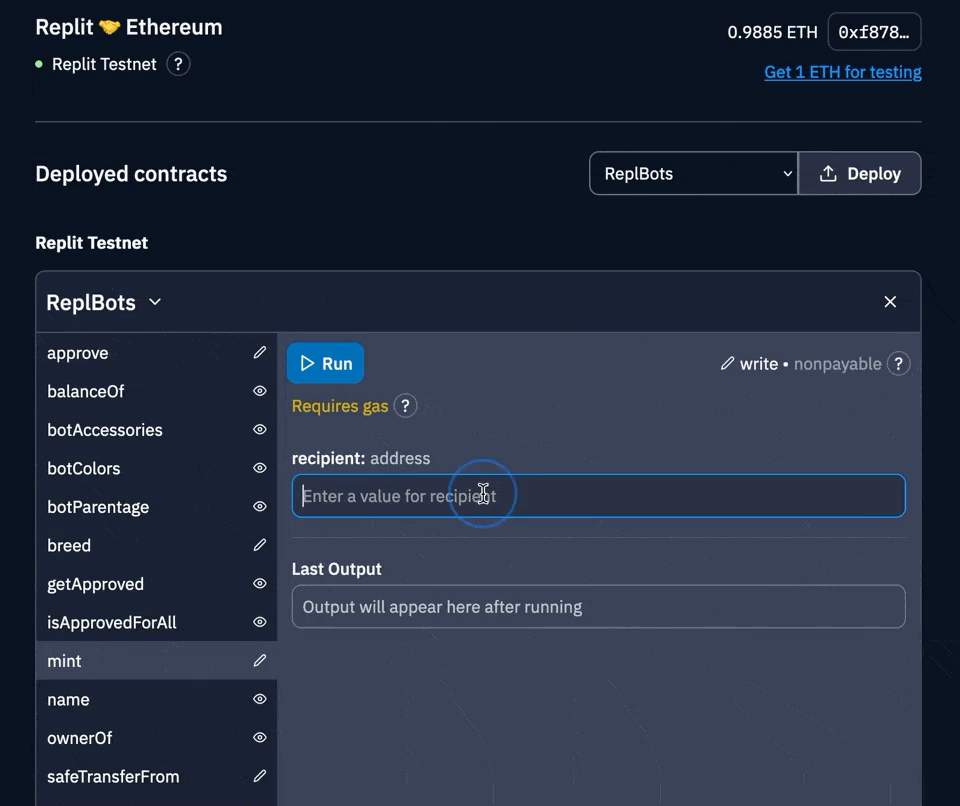 Replit 🤝 Ethereum
0.9885 ETH 0xf878…
Replit Testnet ?
Get 1 ETH for testing
Deployed contracts
ReplBots
Deploy
Replit Testnet
ReplBots
approve
balanceOf
botAccessories
botColors
botParentage
breed
getApproved
isApprovedForAll
mint
name
ownerOf
safeTransferFrom
Run
write • nonpayable ?
Requires gas ?
recipient: address
Enter a value for recipient
Last Output
Output will appear here after running